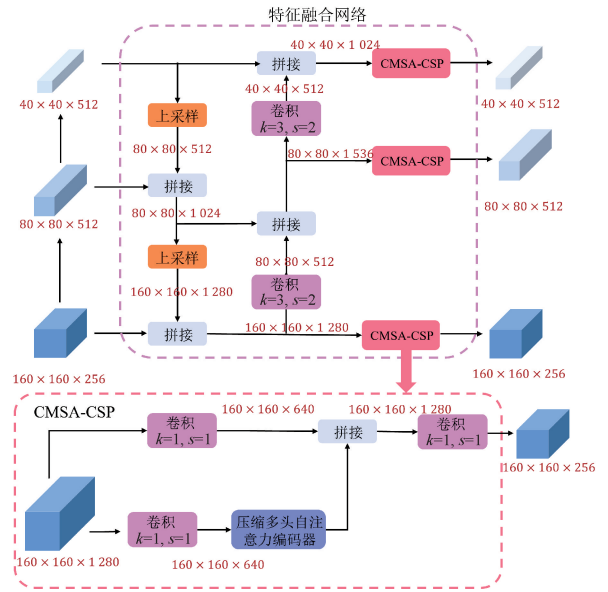 特征融合网络
40×40×1 024
拼接
CMSA-CSP
40×40×512
40×40×512
40×40×512
上采样
卷积
k=3, s=2
80×80×512
80×80×1 536
CMSA-CSP
拼接
80×80×512
80×80×1 024
80×80×512
拼接
上采样
80×80×512
卷积
k=3, s=2
160×160×1 280
拼接
160×160×1 280
CMSA-CSP
160×160×256
160×160×256
CMSA-CSP
160×160×640
160×160×1 280
卷积
k=1, s=1
拼接
卷积
k=1, s=1
160×160×256
卷积
k=1, s=1
压缩多头自注
意力编码器
160×160×1 280
160×160×640